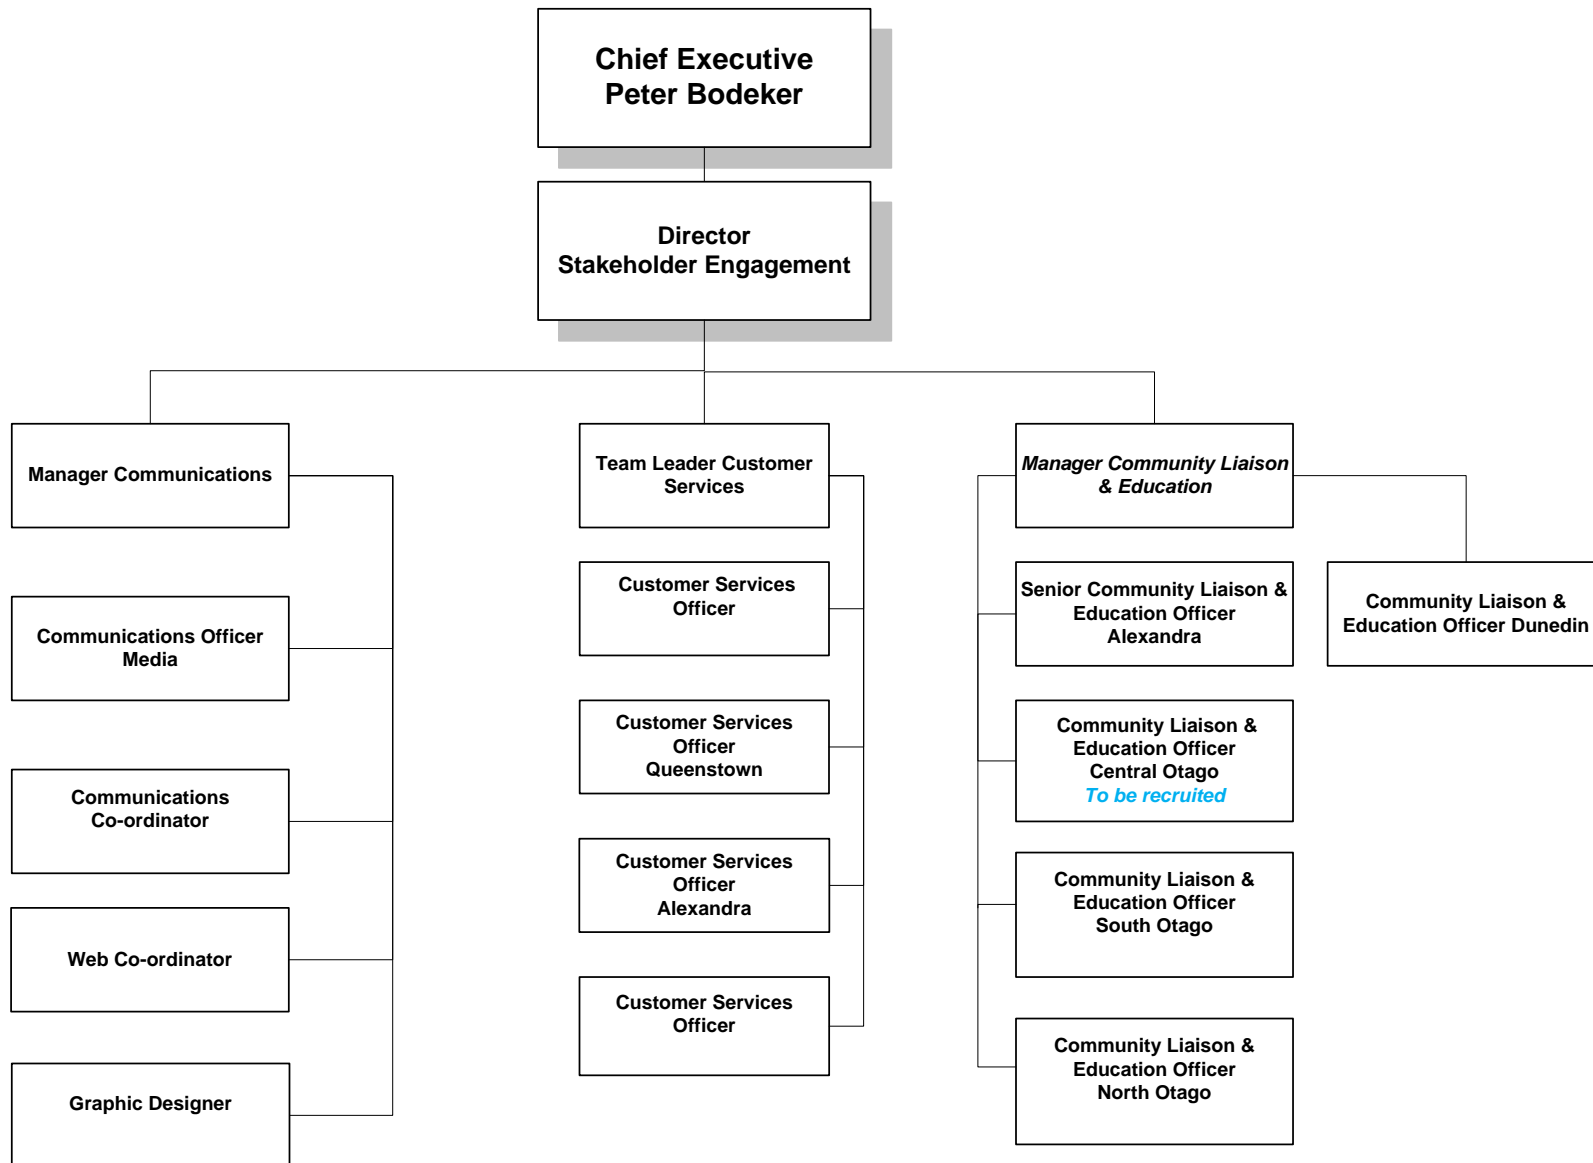 Chief Executive
Peter Bodeker
Director
Stakeholder Engagement
Manager Communications
Communications Officer
Media
Communications
Co-ordinator
Web Co-ordinator
Graphic Designer
Team Leader Customer
Services
Customer Services
Officer
Customer Services
Officer
Queenstown
Customer Services
Officer
Alexandra
Customer Services
Officer
Manager Community Liaison
& Education
Senior Community Liaison &
Education Officer
Alexandra
Community Liaison &
Education Officer
Central Otago
To be recruited
Community Liaison &
Education Officer
South Otago
Community Liaison &
Education Officer
North Otago
Community Liaison &
Education Officer Dunedin